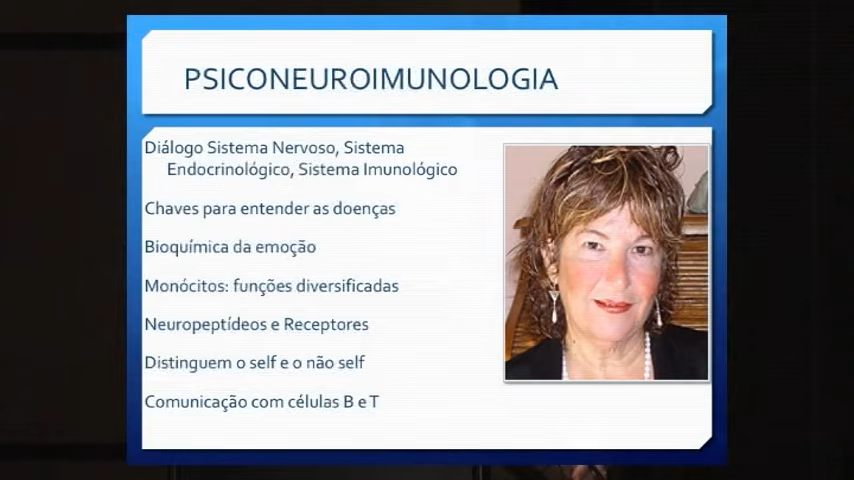 PSICONEUROIMUNOLOGIA
Diálogo Sistema Nervoso, Sistema
Endocrinológico, Sistema Imunológico
Chaves para entender as doenças
Bioquímica da emoção
Monócitos: funções diversificadas
Neuropeptídeos e Receptores
Distinguem o self e o não self
Comunicação com células B e T